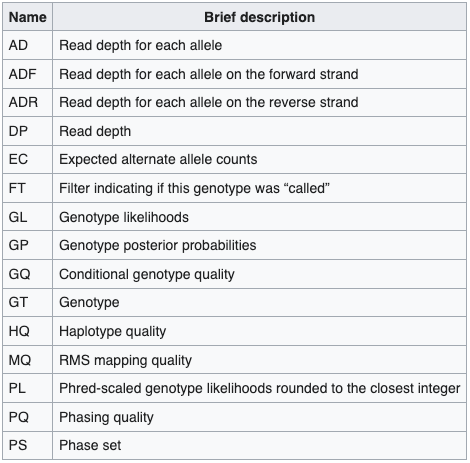 Name Brief description
AD Read depth for each allele
ADF Read depth for each allele on the forward strand
ADR Read depth for each allele on the reverse strand
DP Read depth
EC Expected alternate allele counts
FT Filter indicating if this genotype was “called”
GL Genotype likelihoods
GP Genotype posterior probabilities
GQ Conditional genotype quality
GT Genotype
HQ Haplotype quality
MQ RMS mapping quality
PL Phred-scaled genotype likelihoods rounded to the closest integer
PQ Phasing quality
PS Phase set